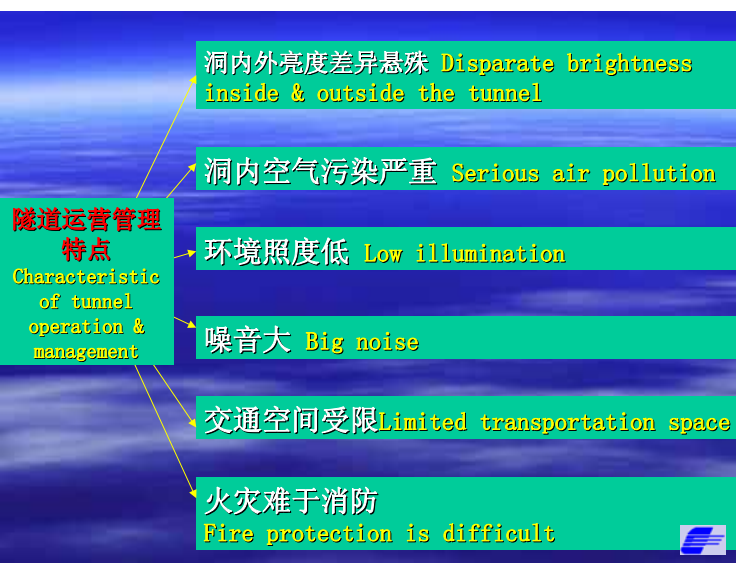 洞内外亮度差异悬殊 Disparate brightness
inside & outside the tunnel
洞内空气污染严重 Serious air pollution
隧道运营管理
特点
Characteristic
of tunnel
operation &
management
环境照度低 Low illumination
噪音大 Big noise
交通空间受限Limited transportation space
火灾难于消防
Fire protection is difficult